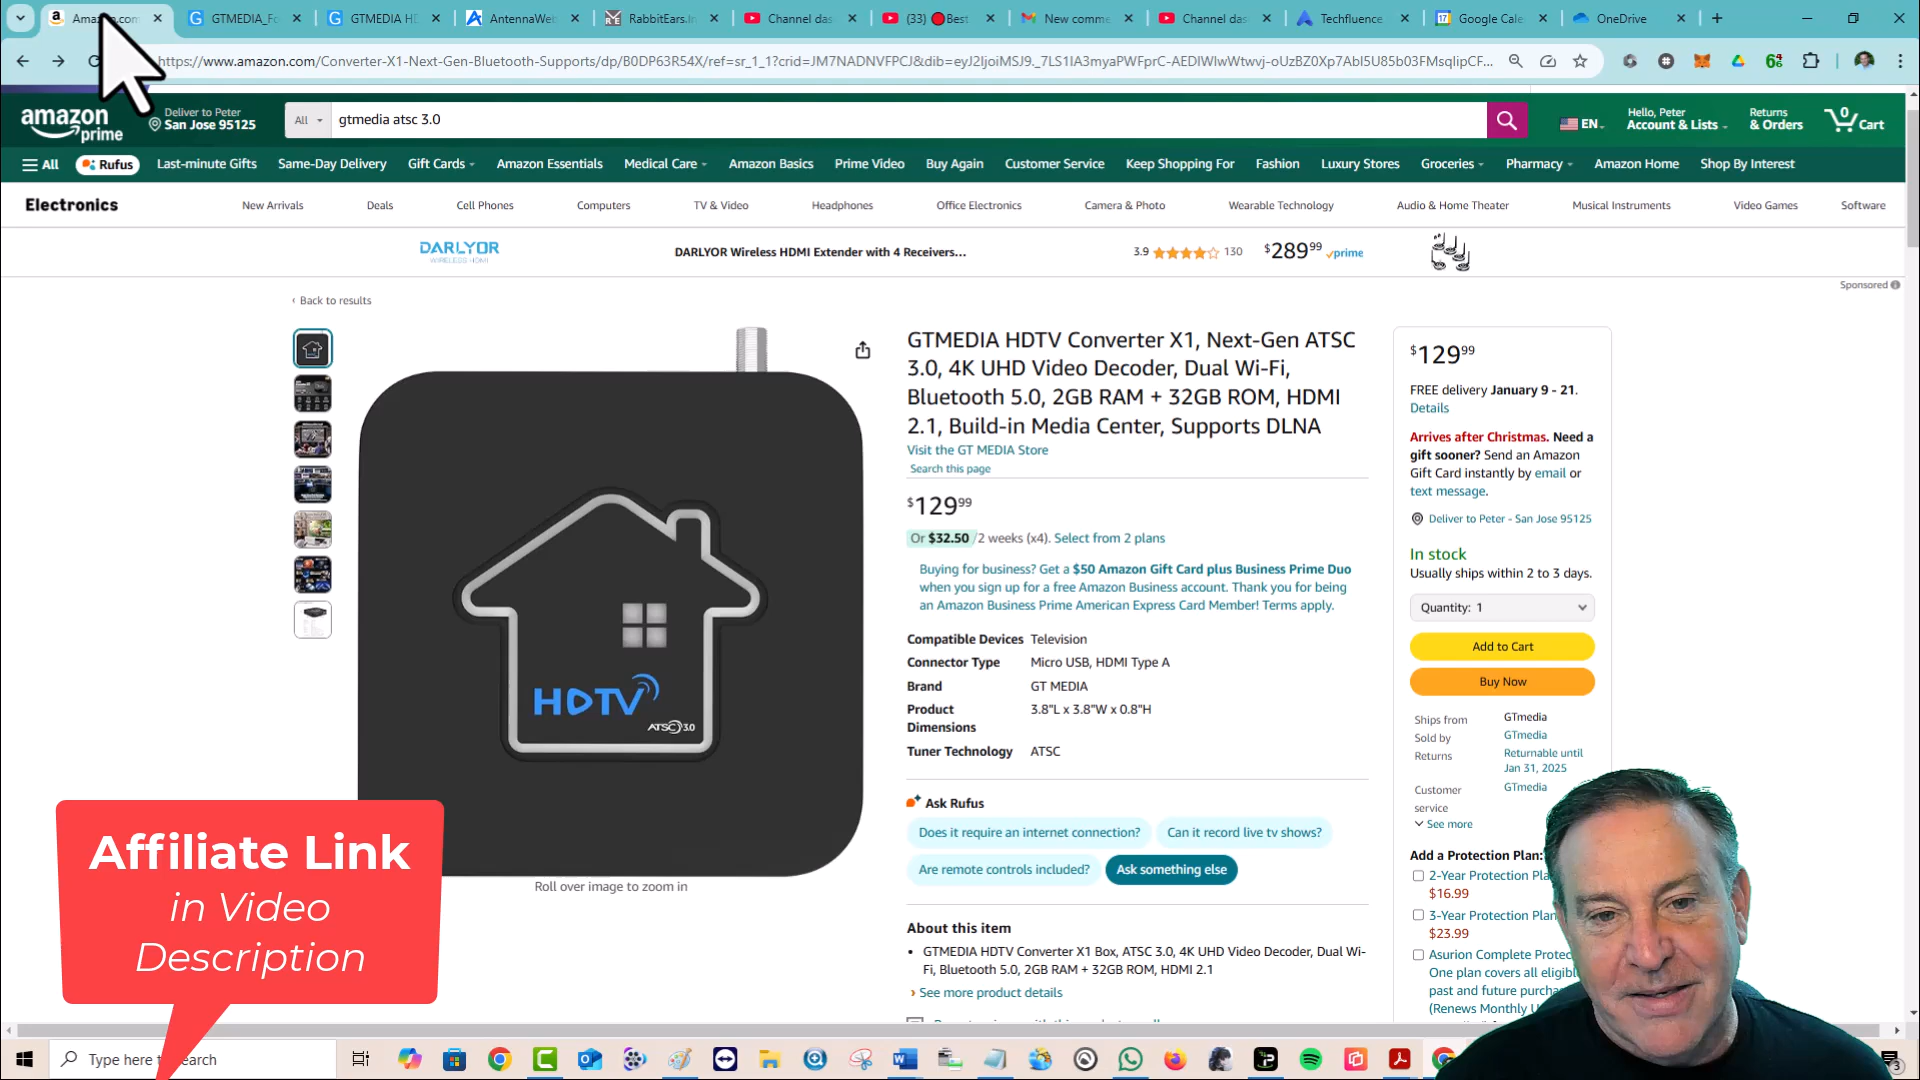 Amazon.com
GTMEDIA_Fo
GTMEDIA HD
AntennaWeb
RabbitEars.In
Channel das
(33) 🔴Best
New comme
Channel das
Techfluence
Google Cale
OneDrive
https://www.amazon.com/Converter-X1-Next-Gen-Bluetooth-Supports/dp/B0DP63R54X/ref=sr_1_1?crid=JM7NADNVFPCJ&dib=eyJ2IjoiMSJ9._7LS1IA3myaPWFprC-AEDIWIwWtwvj-oUzBZ0Xp7AbI5U85b03FMsqIipCF...
amazon prime
Deliver to Peter
San Jose 95125
All
gtmedia atsc 3.0
EN
Hello, Peter
Account & Lists
Returns
& Orders
0
Cart
All
Rufus
Last-minute Gifts
Same-Day Delivery
Gift Cards
Amazon Essentials
Medical Care
Amazon Basics
Prime Video
Buy Again
Customer Service
Keep Shopping For
Fashion
Luxury Stores
Groceries
Pharmacy
Amazon Home
Shop By Interest
Electronics
New Arrivals
Deals
Cell Phones
Computers
TV & Video
Headphones
Office Electronics
Camera & Photo
Wearable Technology
Audio & Home Theater
Musical Instruments
Video Games
Software
DARLYOR
WIRELESS HDMI
DARLYOR Wireless HDMI Extender with 4 Receivers...
3.9
130
$289 99
prime
Sponsored
‹ Back to results
HDTV
ATSC 3.0
Roll over image to zoom in
GTMEDIA HDTV Converter X1, Next-Gen ATSC
3.0, 4K UHD Video Decoder, Dual Wi-Fi,
Bluetooth 5.0, 2GB RAM + 32GB ROM, HDMI
2.1, Build-in Media Center, Supports DLNA
Visit the GT MEDIA Store
Search this page
$129 99
Or $32.50 /2 weeks (x4). Select from 2 plans
Buying for business? Get a $50 Amazon Gift Card plus Business Prime Duo
when you sign up for a free Amazon Business account. Thank you for being
an Amazon Business Prime American Express Card Member! Terms apply.
Compatible Devices Television
Connector Type Micro USB, HDMI Type A
Brand GT MEDIA
Product 3.8"L x 3.8"W x 0.8"H
Dimensions
Tuner Technology ATSC
Ask Rufus
Does it require an internet connection?
Can it record live tv shows?
Are remote controls included?
Ask something else
About this item
• GTMEDIA HDTV Converter X1 Box, ATSC 3.0, 4K UHD Video Decoder, Dual Wi-
Fi, Bluetooth 5.0, 2GB RAM + 32GB ROM, HDMI 2.1
› See more product details
$129 99
FREE delivery January 9 - 21.
Details
Arrives after Christmas. Need a
gift sooner? Send an Amazon
Gift Card instantly by email or
text message.
Deliver to Peter - San Jose 95125
In stock
Usually ships within 2 to 3 days.
Quantity: 1
Add to Cart
Buy Now
Ships from GTmedia
Sold by GTmedia
Returns Returnable until
Jan 31, 2025
Customer GTmedia
service
See more
Add a Protection Plan:
2-Year Protection Pla
$16.99
3-Year Protection Plan
$23.99
Asurion Complete Protec
One plan covers all eligib
past and future purcha
(Renews Monthly U
Affiliate Link
in Video
Description
Type here to search
3